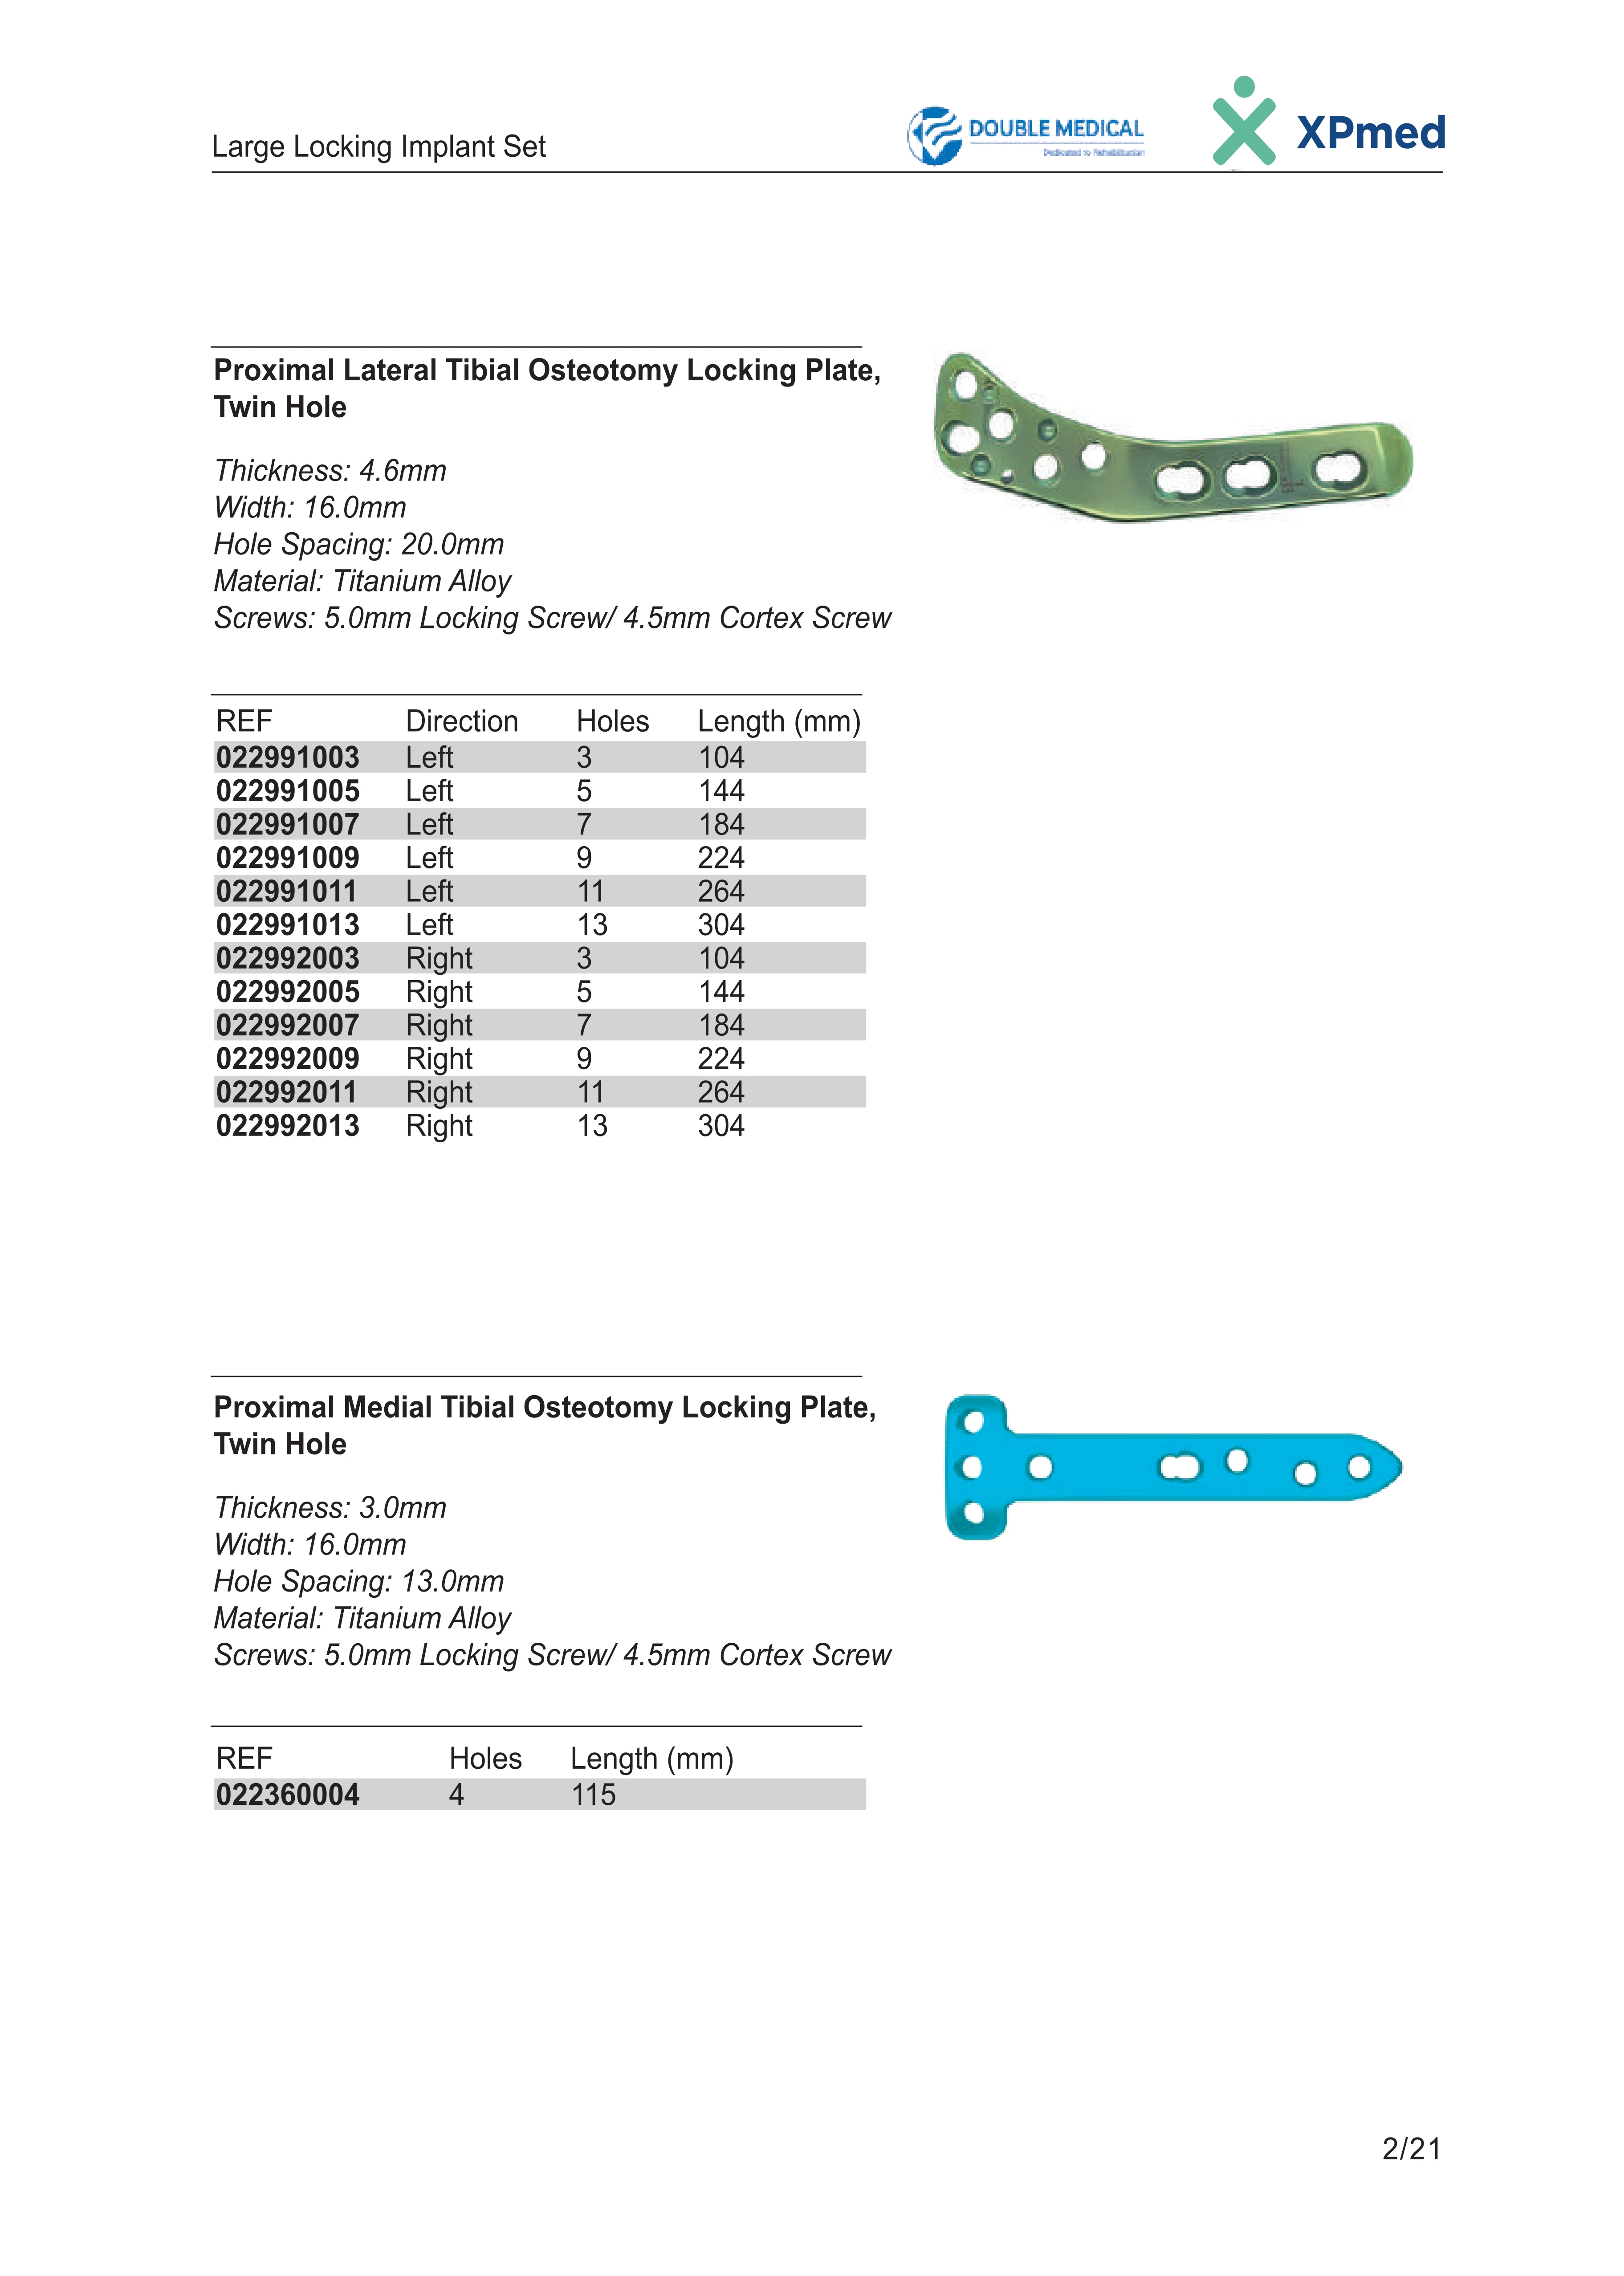 Large Locking Implant Set
DOUBLE MEDICAL
Dedicated to Rehabilitation
XPmed
Proximal Lateral Tibial Osteotomy Locking Plate,
Twin Hole
Thickness: 4.6mm
Width: 16.0mm
Hole Spacing: 20.0mm
Material: Titanium Alloy
Screws: 5.0mm Locking Screw/ 4.5mm Cortex Screw
REF Direction Holes Length (mm)
022991003 Left 3 104
022991005 Left 5 144
022991007 Left 7 184
022991009 Left 9 224
022991011 Left 11 264
022991013 Left 13 304
022992003 Right 3 104
022992005 Right 5 144
022992007 Right 7 184
022992009 Right 9 224
022992011 Right 11 264
022992013 Right 13 304
Proximal Medial Tibial Osteotomy Locking Plate,
Twin Hole
Thickness: 3.0mm
Width: 16.0mm
Hole Spacing: 13.0mm
Material: Titanium Alloy
Screws: 5.0mm Locking Screw/ 4.5mm Cortex Screw
REF Holes Length (mm)
022360004 4 115
2/21